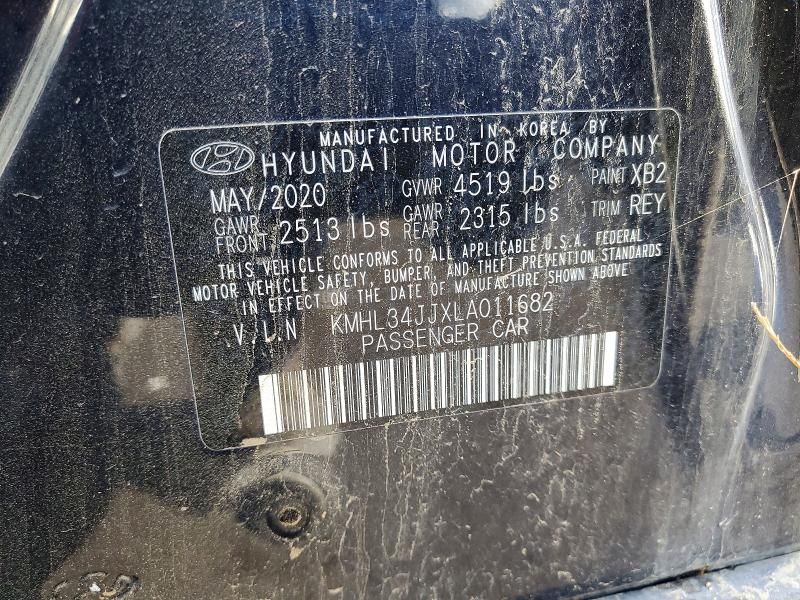 MANUFACTURED IN KOREA BY
HYUNDAI MOTOR COMPANY
MAY/2020 GVWR 4519 lbs PAINT XB2
GAWR FRONT 2513 lbs GAWR REAR 2315 lbs TRIM REY
THIS VEHICLE CONFORMS TO ALL APPLICABLE U.S.A. FEDERAL
MOTOR VEHICLE SAFETY, BUMPER, AND THEFT PREVENTION STANDARDS
IN EFFECT ON THE DATE OF MANUFACTURE SHOWN ABOVE
V.I.N KMHL34JJXLA011682
PASSENGER CAR